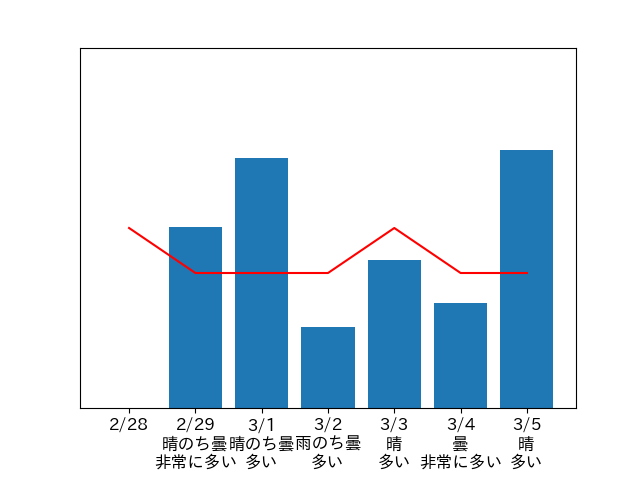 2/28 2/29 3/1 3/2 3/3 3/4 3/5
晴のち曇 晴のち曇 雨のち曇 晴 曇 晴
非常に多い 多い 多い 多い 非常に多い 多い